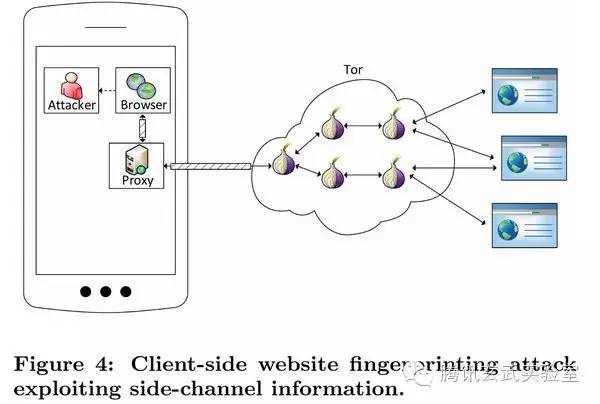 Tor
Attacker
Browser
Proxy
Figure 4: Client-side website fingerprinting attack
exploiting side-channel information.
腾讯玄武实验室